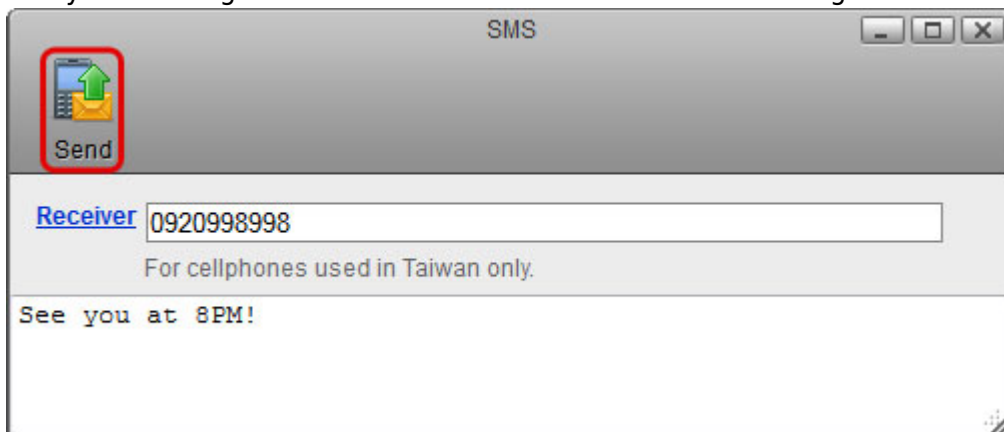 SMS
Send
Receiver 0920998998
For cellphones used in Taiwan only.
See you at 8PM!